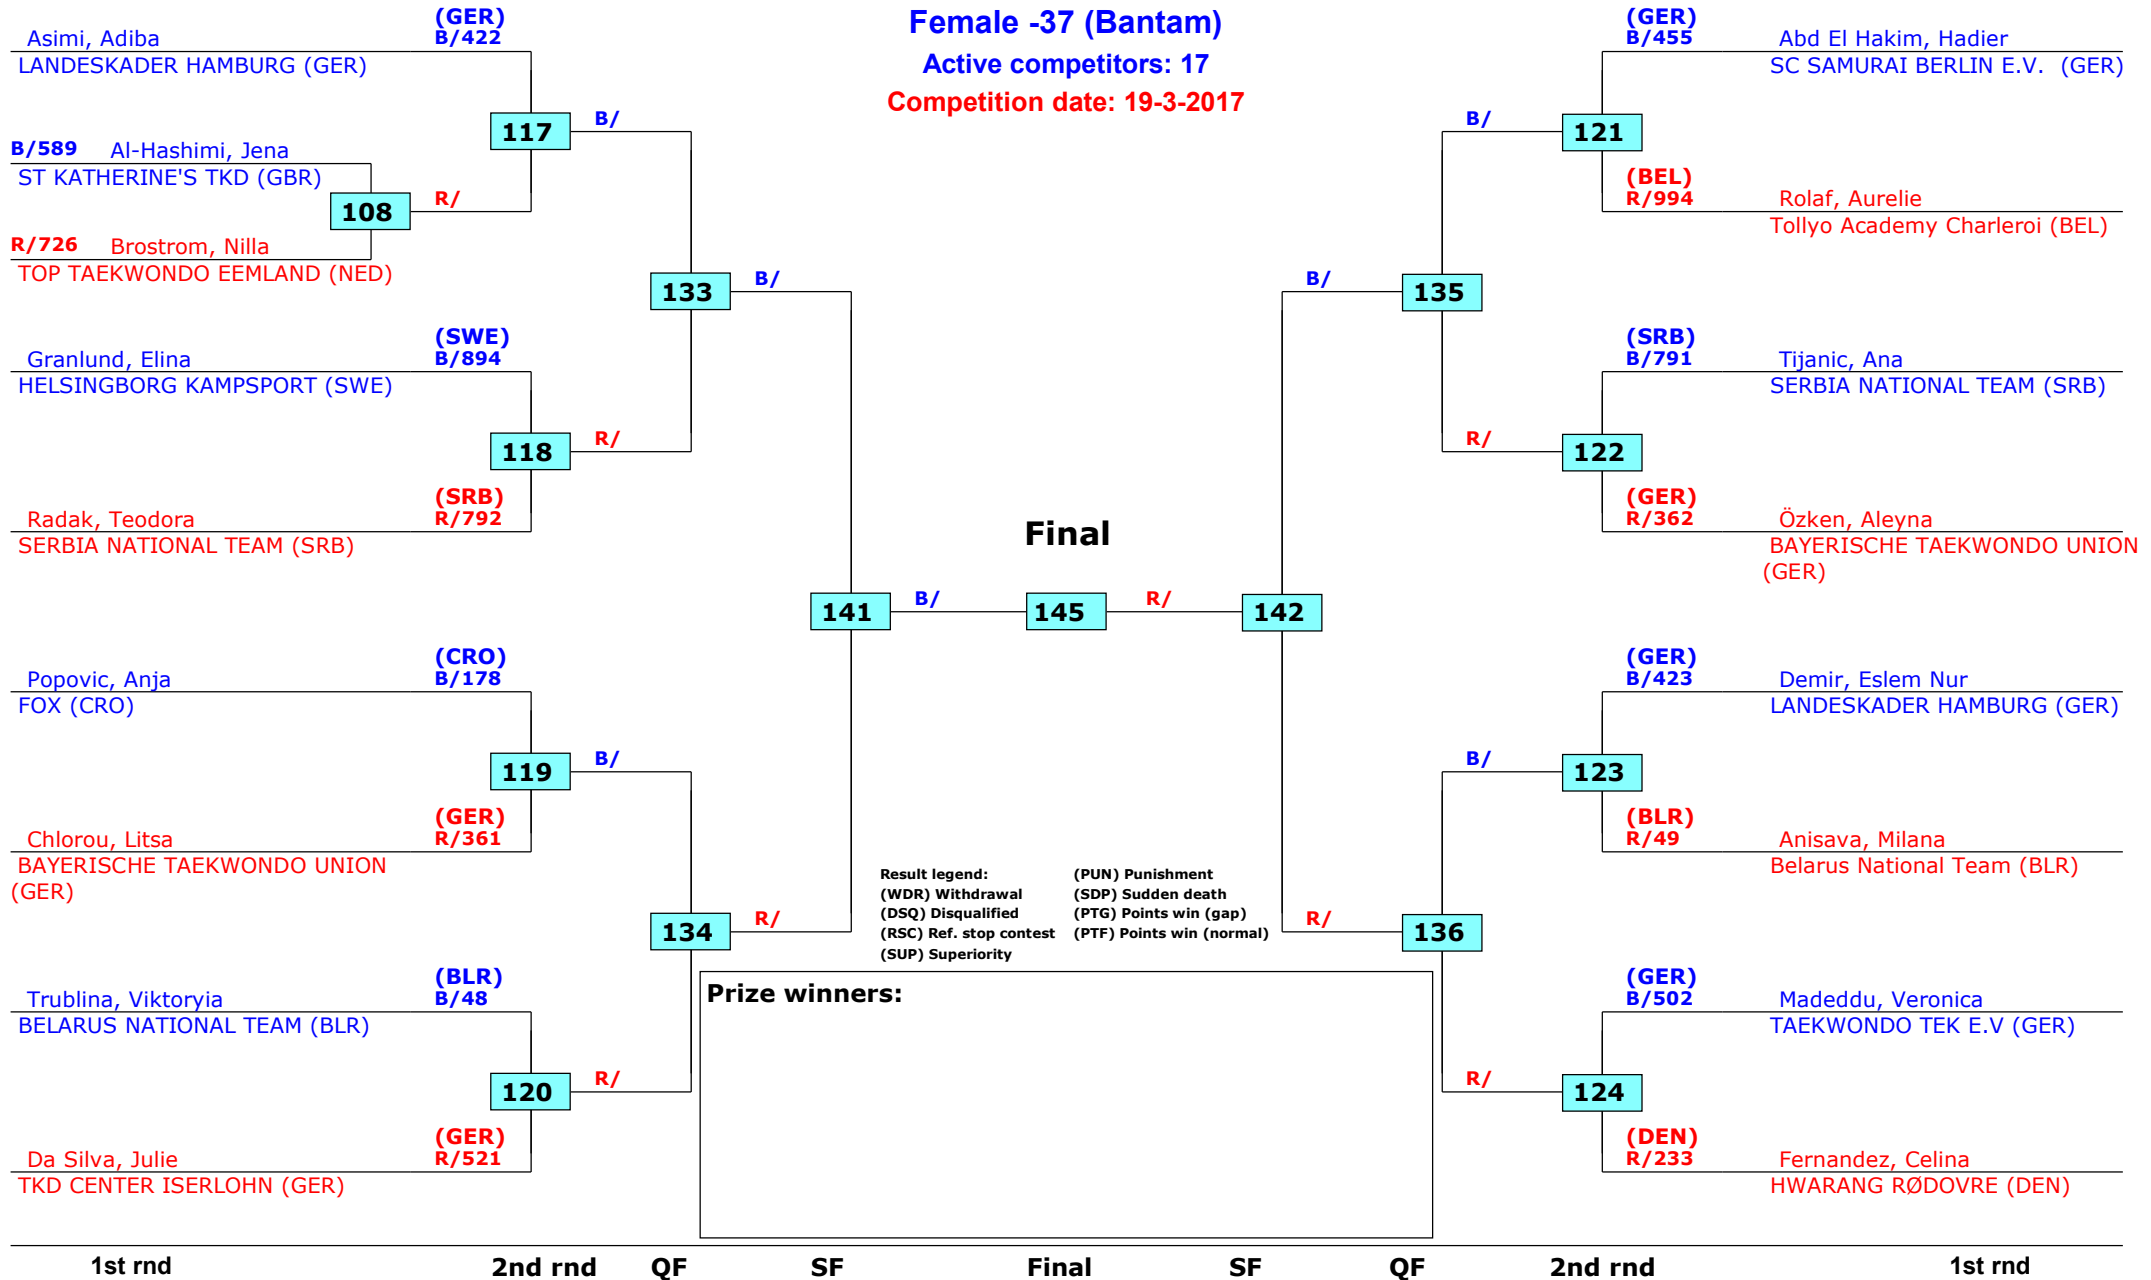 Female -37 (Bantam)
Active competitors: 17
Competition date: 19-3-2017
Asimi, Adiba
(GER)
B/422
LANDESKADER HAMBURG (GER)
117
B/
B/589 Al-Hashimi, Jena
ST KATHERINE'S TKD (GBR)
108
R/
R/726 Brostrom, Nilla
TOP TAEKWONDO EEMLAND (NED)
133
B/
Granlund, Elina
(SWE)
B/894
HELSINGBORG KAMPSPORT (SWE)
118
R/
Radak, Teodora
(SRB)
R/792
SERBIA NATIONAL TEAM (SRB)
141
B/
Popovic, Anja
(CRO)
B/178
FOX (CRO)
119
B/
Chlorou, Litsa
(GER)
R/361
BAYERISCHE TAEKWONDO UNION
(GER)
134
R/
Trublina, Viktoryia
(BLR)
B/48
BELARUS NATIONAL TEAM (BLR)
120
R/
Da Silva, Julie
(GER)
R/521
TKD CENTER ISERLOHN (GER)
Final
145
R/
142
(GER)
B/455
Abd El Hakim, Hadier
SC SAMURAI BERLIN E.V. (GER)
B/
121
(BEL)
R/994
Rolaf, Aurelie
Tollyo Academy Charleroi (BEL)
B/
135
(SRB)
B/791
Tijanic, Ana
SERBIA NATIONAL TEAM (SRB)
R/
122
(GER)
R/362
Özken, Aleyna
BAYERISCHE TAEKWONDO UNION
(GER)
(GER)
B/423
Demir, Eslem Nur
LANDESKADER HAMBURG (GER)
B/
123
(BLR)
R/49
Anisava, Milana
Belarus National Team (BLR)
R/
136
(GER)
B/502
Madeddu, Veronica
TAEKWONDO TEK E.V (GER)
R/
124
(DEN)
R/233
Fernandez, Celina
HWARANG RØDOVRE (DEN)
Result legend: (PUN) Punishment
(WDR) Withdrawal (SDP) Sudden death
(DSQ) Disqualified (PTG) Points win (gap)
(RSC) Ref. stop contest (PTF) Points win (normal)
(SUP) Superiority
Prize winners:
1st rnd 2nd rnd QF SF Final SF QF 2nd rnd 1st rnd